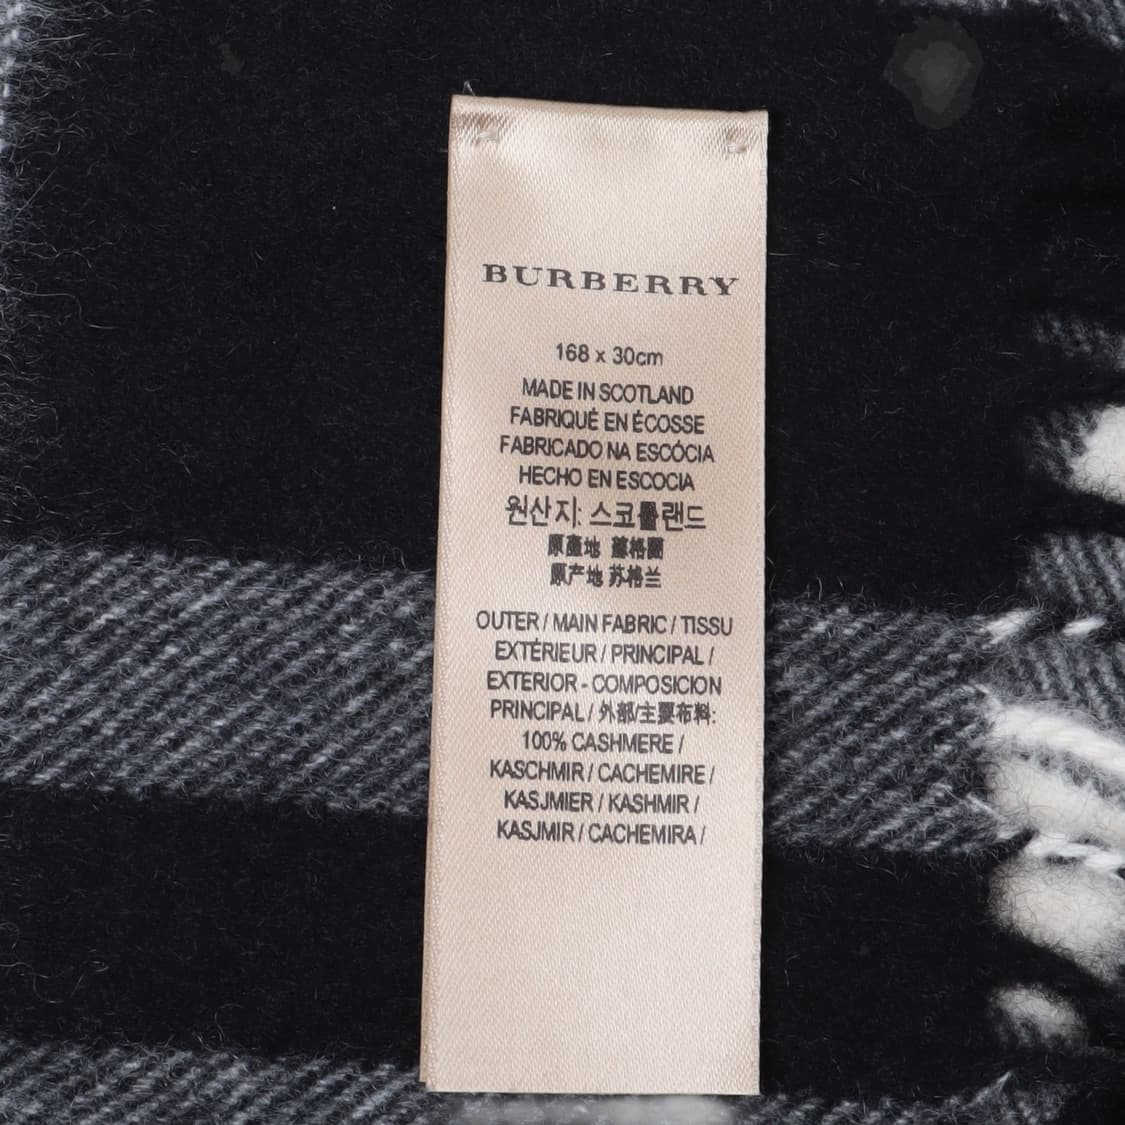 BURBERRY
168 x 30cm
MADE IN SCOTLAND
FABRIQUÉ EN ÉCOSSE
FABRICADO NA ESCÓCIA
HECHO EN ESCOCIA
원산지: 스코틀랜드
原產地 蘇格蘭
原产地 苏格兰
OUTER / MAIN FABRIC / TISSU
EXTÉRIEUR / PRINCIPAL /
EXTERIOR - COMPOSICION
PRINCIPAL / 外部/主要布料:
100% CASHMERE /
KASCHMIR / CACHEMIRE /
KASJMIER / KASHMIR /
KASJMIR / CACHEMIRA /